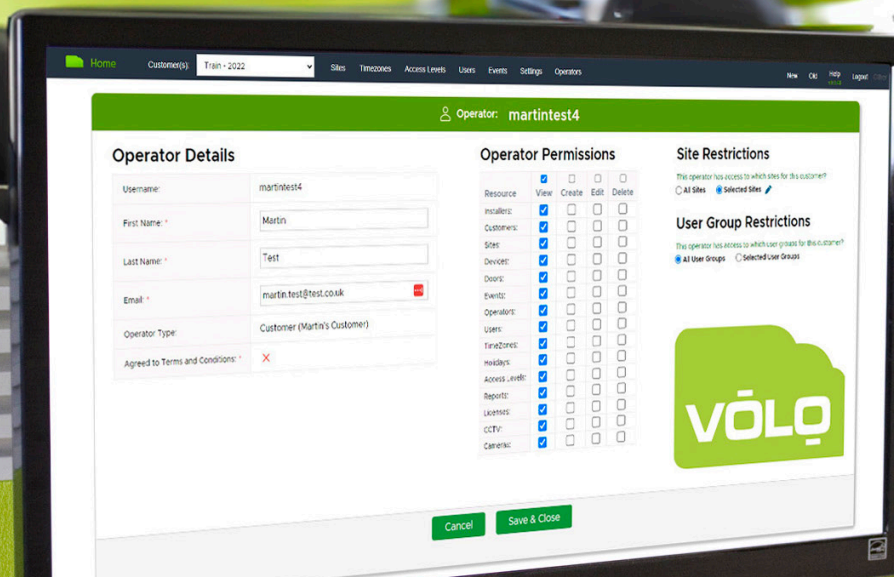 Home
Customer(s):
Train - 2022
Sites
Timezones
Access Levels
Users
Events
Settings
Operators
New
Old
Help
Logout
Operator: martintest4
Operator Details
Username:
martintest4
First Name: *
Martin
Last Name: *
Test
Email: *
martin.test@test.co.uk
Operator Type:
Customer (Martin's Customer)
Agreed to Terms and Conditions: *
Operator Permissions
Resource View Create Edit Delete
Installers:
Customers:
Sites:
Devices:
Doors:
Events:
Operators:
Users:
TimeZones:
Holidays:
Access Levels:
Reports:
Licenses:
CCTV:
Cameras:
Site Restrictions
This operator has access to which sites for this customer?
All Sites
Selected Sites
User Group Restrictions
This operator has access to which user groups for this customer?
All User Groups
Selected User Groups
VŌLO̱
Cancel
Save & Close